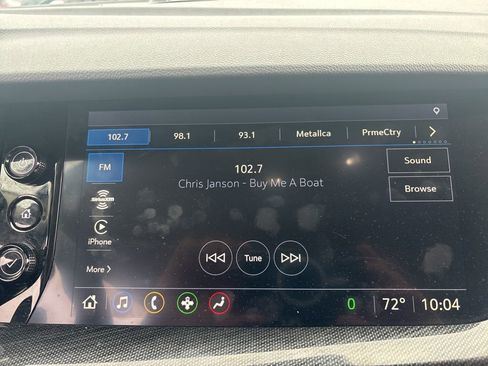 102.7 98.1 93.1 Metallca PrmeCtry
FM
102.7
Sound
Chris Janson - Buy Me A Boat
Browse
SiriusXM
iPhone
Tune
More
0 72° 10:04